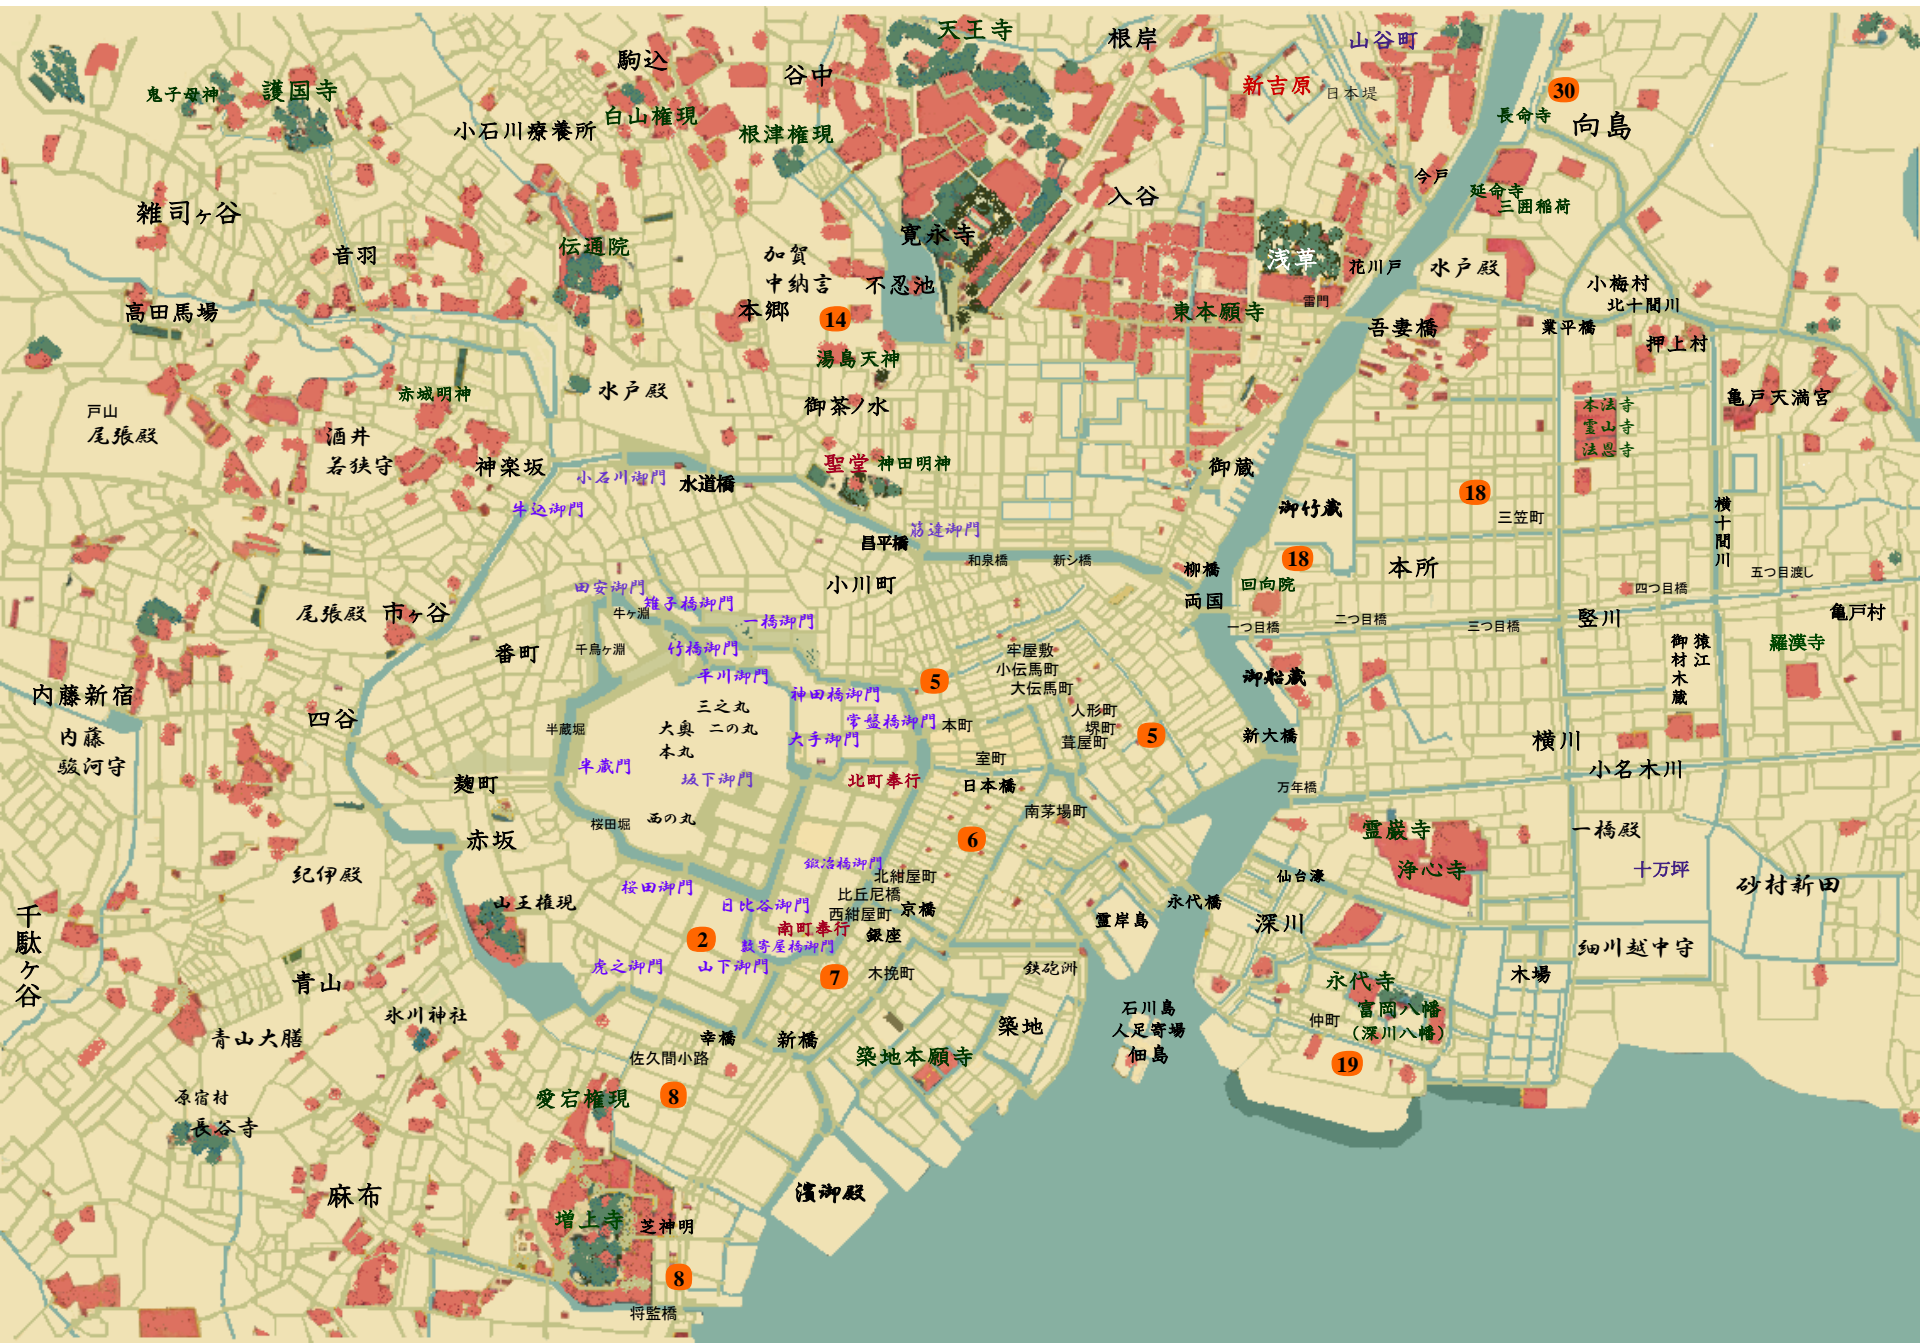 天王寺
根岸
山谷町
駒込
谷中
新吉原
日本堤
30
鬼子母神
護国寺
白山権現
小石川療養所
根津権現
長命寺
向島
今戸
入谷
延命寺
三囲稲荷
雑司ヶ谷
音羽
伝通院
加賀
中納言
寛永寺
不忍池
浅草
花川戸
水戸殿
小梅村
北十間川
高田馬場
本郷
14
東本願寺
雷門
吾妻橋
業平橋
押上村
湯島天神
赤城明神
水戸殿
御茶ノ水
戸山
尾張殿
酒井
若狭守
神楽坂
本法寺
霊山寺
法恩寺
亀戸天満宮
小石川御門
水道橋
聖堂
神田明神
御蔵
牛込御門
御竹蔵
18
三笠町
横十間川
筋違御門
昌平橋
和泉橋
新シ橋
柳橋
18
本所
小川町
回向院
両国
五つ目渡し
四つ目橋
田安御門
雉子橋御門
牛ヶ淵
一橋御門
尾張殿
市ヶ谷
一つ目橋
二つ目橋
三つ目橋
竪川
亀戸村
番町
千鳥ヶ淵
竹橋御門
平川御門
牢屋敷
小伝馬町
大伝馬町
猿江
御材木蔵
羅漢寺
5
御船蔵
内藤新宿
四谷
神田橋御門
三之丸
大奥
二の丸
本丸
常盤橋御門
大手御門
本町
人形町
堺町
葺屋町
5
新大橋
横川
内藤
駿河守
半蔵堀
半蔵門
坂下御門
北町奉行
室町
日本橋
小名木川
万年橋
麹町
赤坂
桜田堀
西の丸
南茅場町
6
霊巌寺
浄心寺
一橋殿
十万坪
砂村新田
紀伊殿
鍛冶橋御門
北紺屋町
比丘尼橋
西紺屋町
京橋
仙台濠
桜田御門
日比谷御門
山王権現
南町奉行
銀座
霊岸島
永代橋
深川
千駄ヶ谷
2
数寄屋橋御門
虎之御門
山下御門
7
木挽町
鉄砲洲
細川越中守
木場
青山
氷川神社
永代寺
富岡八幡
(深川八幡)
仲町
石川島
人足寄場
佃島
青山大膳
幸橋
新橋
築地
佐久間小路
築地本願寺
19
原宿村
長谷寺
愛宕権現
8
麻布
濱御殿
増上寺
芝神明
8
将監橋